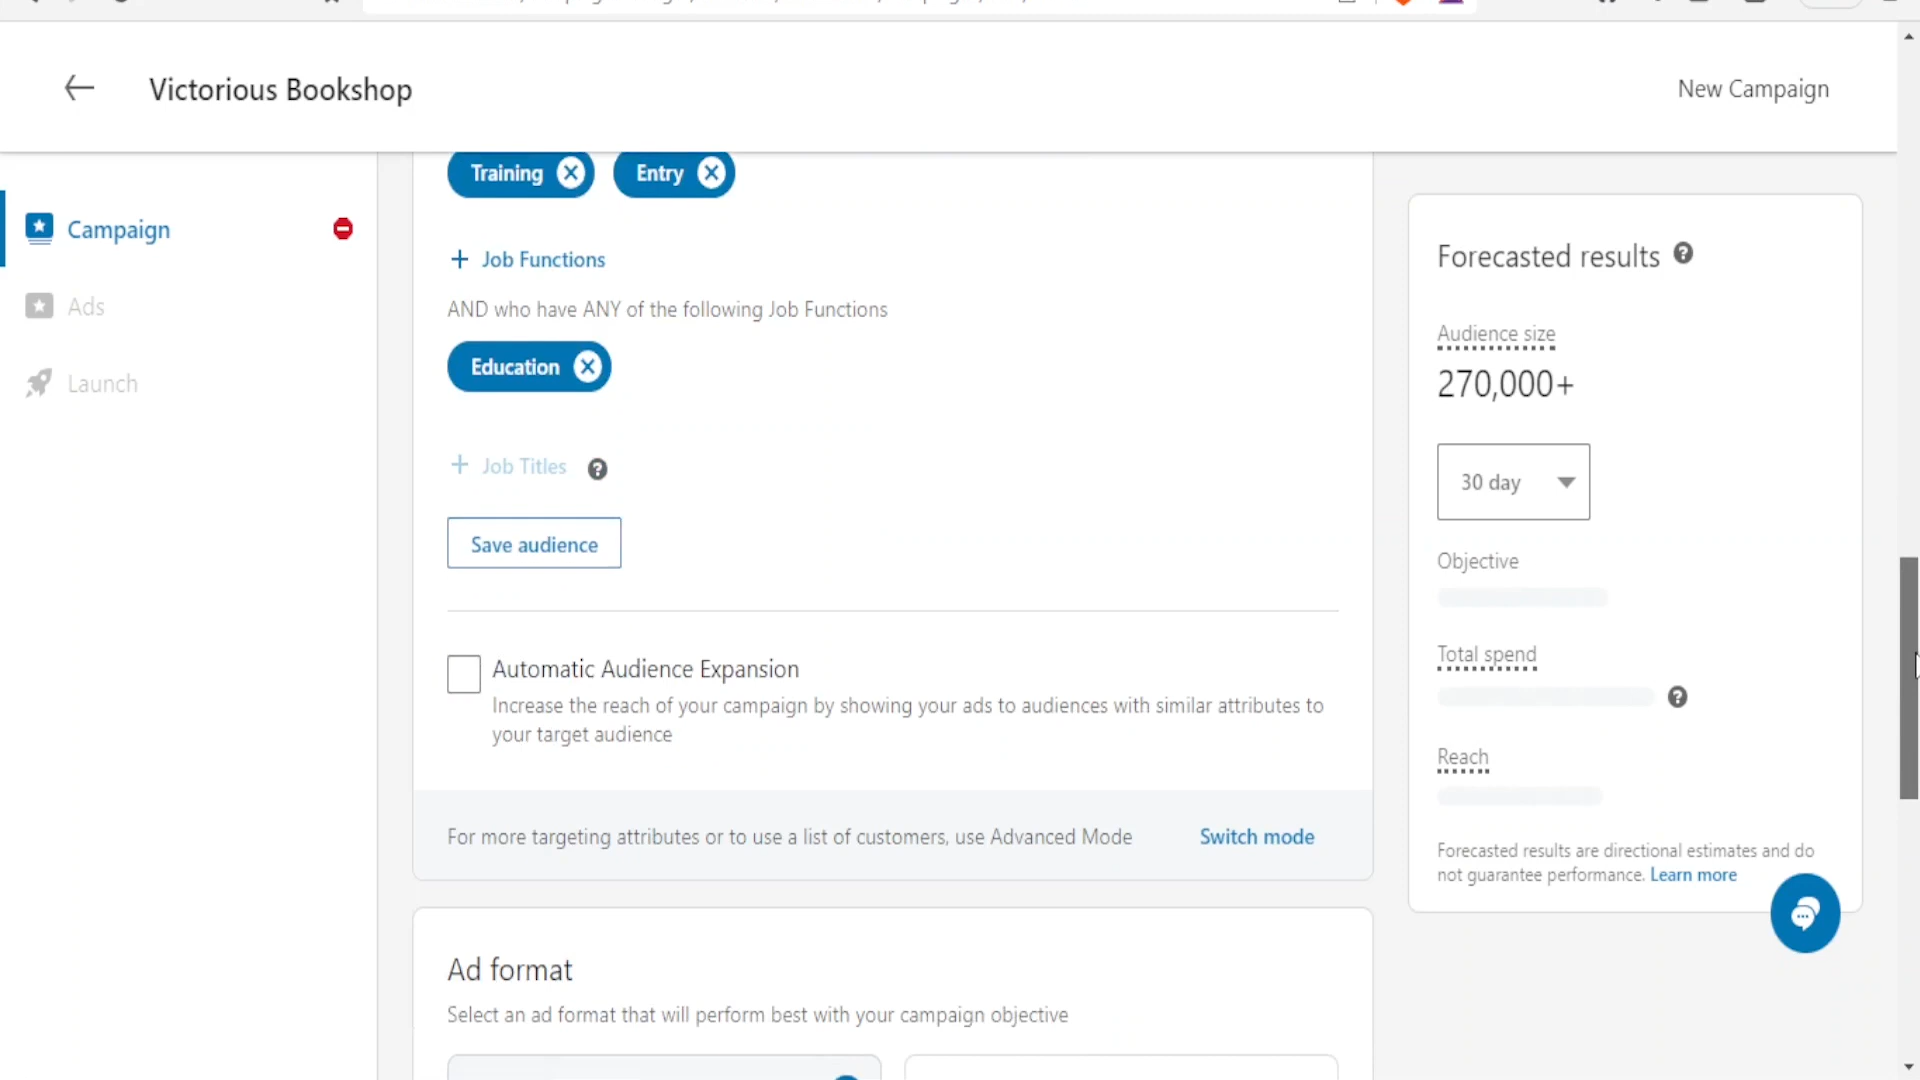 Victorious Bookshop
New Campaign
Training
Entry
Campaign
+ Job Functions
AND who have ANY of the following Job Functions
Education
Ads
Launch
+ Job Titles
Save audience
Automatic Audience Expansion
Increase the reach of your campaign by showing your ads to audiences with similar attributes to
your target audience
For more targeting attributes or to use a list of customers, use Advanced Mode
Switch mode
Ad format
Select an ad format that will perform best with your campaign objective
Forecasted results
Audience size
270,000+
30 day
Objective
Total spend
Reach
Forecasted results are directional estimates and do
not guarantee performance. Learn more